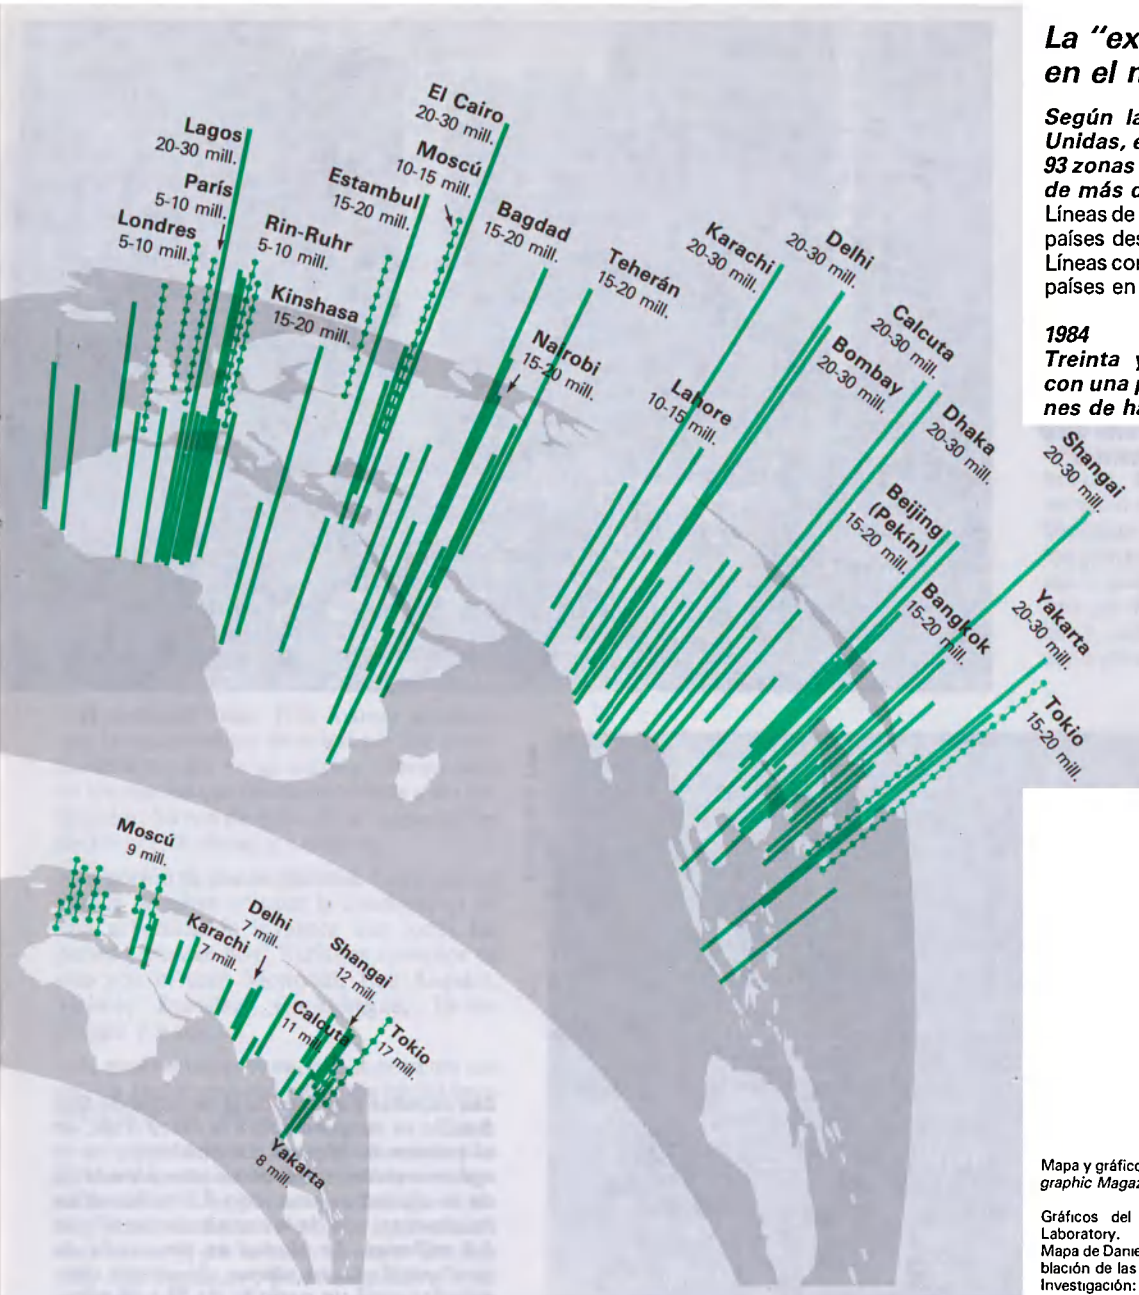 Lagos
20-30 mill.
París
5-10 mill.
Londres
5-10 mill.
Rin-Ruhr
5-10 mill.
Kinshasa
15-20 mill.
Estambul
15-20 mill.
El Cairo
20-30 mill.
Moscú
10-15 mill.
Bagdad
15-20 mill.
Teherán
15-20 mill.
Nairobi
15-20 mill.
Karachi
20-30 mill.
Lahore
10-15 mill.
Delhi
20-30 mill.
Bombay
20-30 mill.
Calcuta
20-30 mill.
Dhaka
20-30 mill.
Beijing
(Pekín)
15-20 mill.
Bangkok
15-20 mill.
Shangai
20-30 mill.
Yakarta
20-30 mill.
Tokio
15-20 mill.
La "ex
en el
Según la
Unidas, e
93 zonas
de más
Líneas de
países des
Líneas con
países en
1984
Treinta y
con una
nes de ha
Moscú
9 mill.
Delhi
7 mill.
Karachi
7 mill.
Shangai
12 mill.
Calcuta
11 mill.
Tokio
17 mill.
Yakarta
8 mill.
Mapa y gráfico
graphic Magaz
Gráficos del
Laboratory.
Mapa de Danie
blación de las
Investigación: